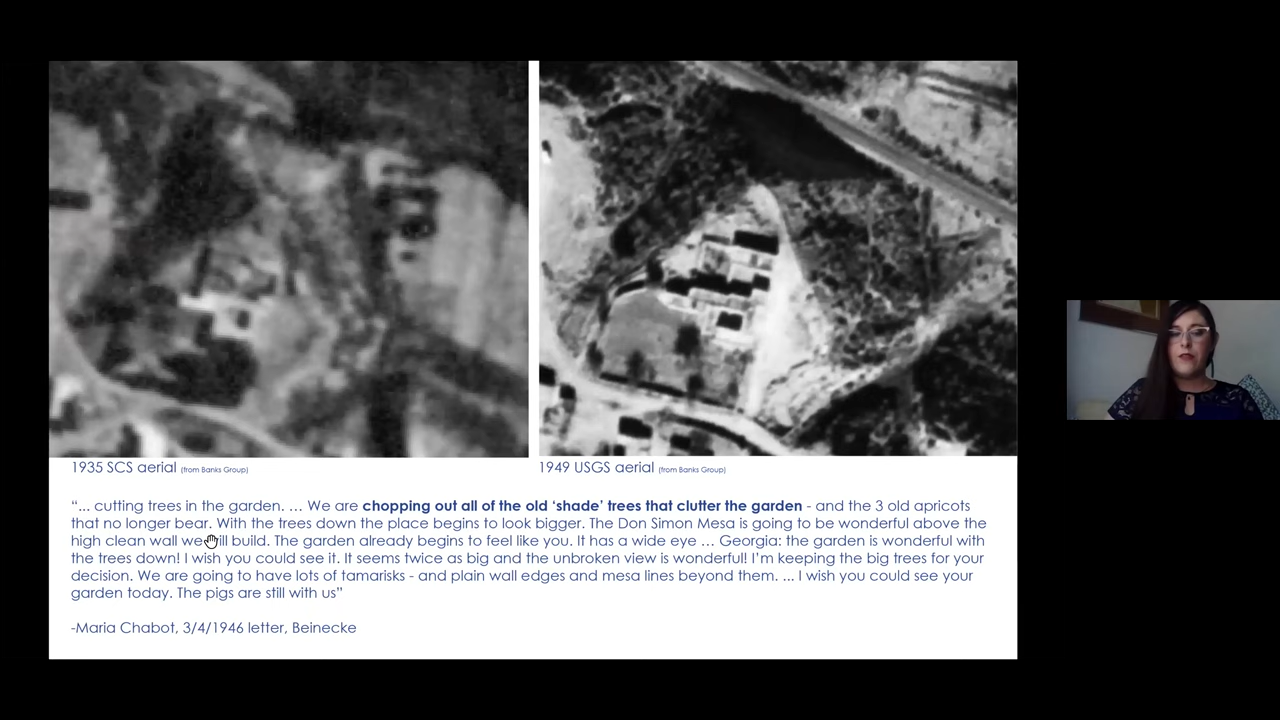 1935 SCS aerial (from Banks Group)
1949 USGS aerial (from Banks Group)
“... cutting trees in the garden. ... We are chopping out all of the old ‘shade’ trees that clutter the garden - and the 3 old apricots
that no longer bear. With the trees down the place begins to look bigger. The Don Simon Mesa is going to be wonderful above the
high clean wall we will build. The garden already begins to feel like you. It has a wide eye ... Georgia: the garden is wonderful with
the trees down! I wish you could see it. It seems twice as big and the unbroken view is wonderful! I’m keeping the big trees for your
decision. We are going to have lots of tamarisks - and plain wall edges and mesa lines beyond them. ... I wish you could see your
garden today. The pigs are still with us”
-Maria Chabot, 3/4/1946 letter, Beinecke